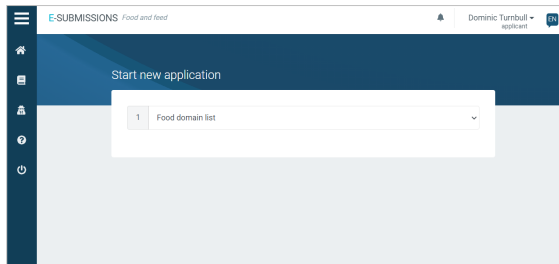 E-SUBMISSIONS Food and feed
Dominic Turnbull
applicant
EN
Start new application
1 Food domain list